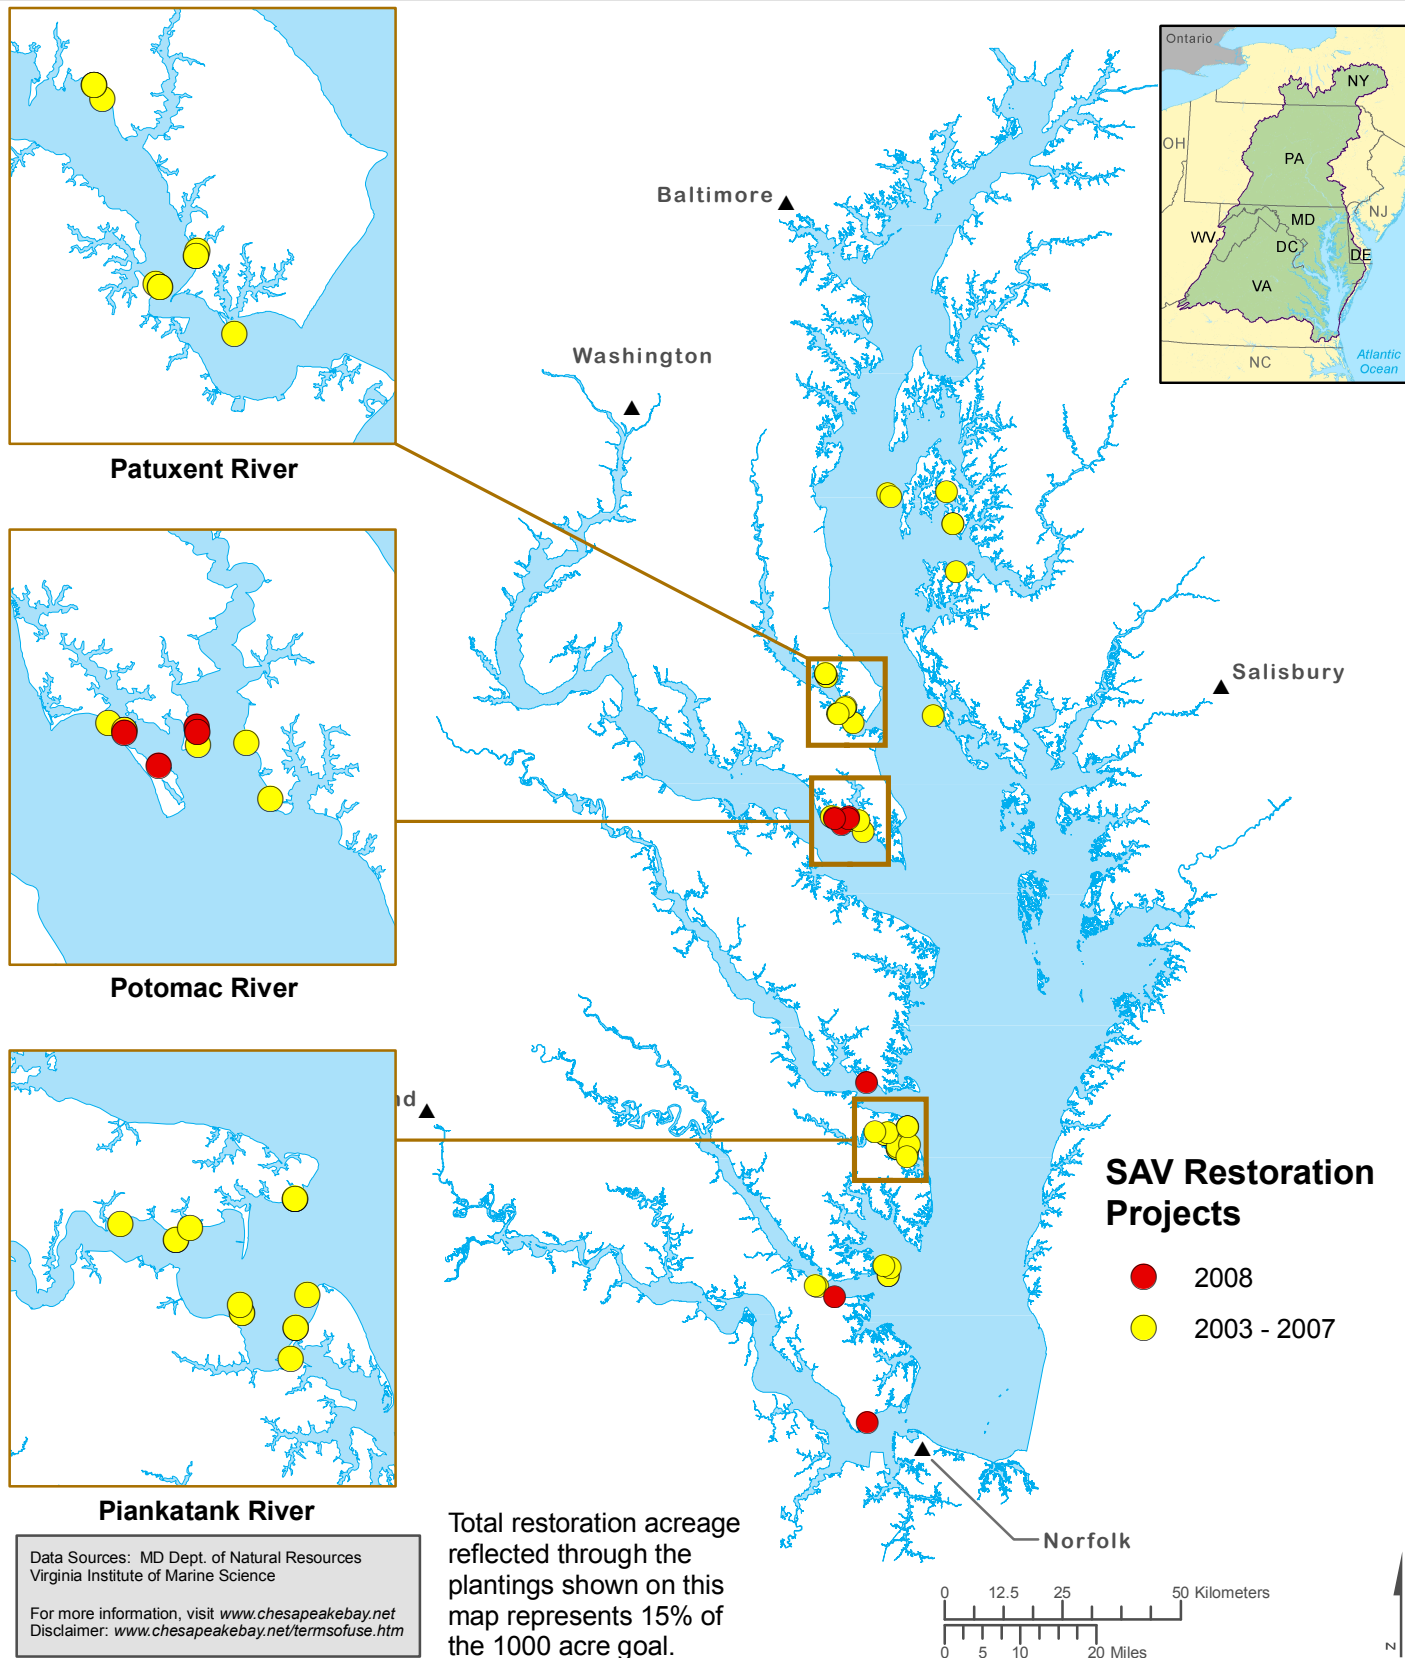 Ontario
NY
OH
PA
NJ
MD
WV
DC
DE
VA
NC
Atlantic
Ocean
Baltimore
Washington
Patuxent River
Salisbury
Potomac River
nd
SAV Restoration
Projects
2008
2003 - 2007
Piankatank River
Norfolk
Total restoration acreage
reflected through the
plantings shown on this
map represents 15% of
the 1000 acre goal.
Data Sources: MD Dept. of Natural Resources
Virginia Institute of Marine Science
For more information, visit www.chesapeakebay.net
Disclaimer: www.chesapeakebay.net/termsofuse.htm
0 12.5 25 50 Kilometers
0 5 10 20 Miles
N